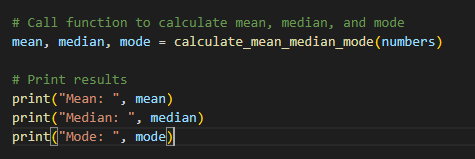 # Call function to calculate mean, median, and mode
mean, median, mode = calculate_mean_median_mode(numbers)
# Print results
print("Mean: ", mean)
print("Median: ", median)
print("Mode: ", mode)